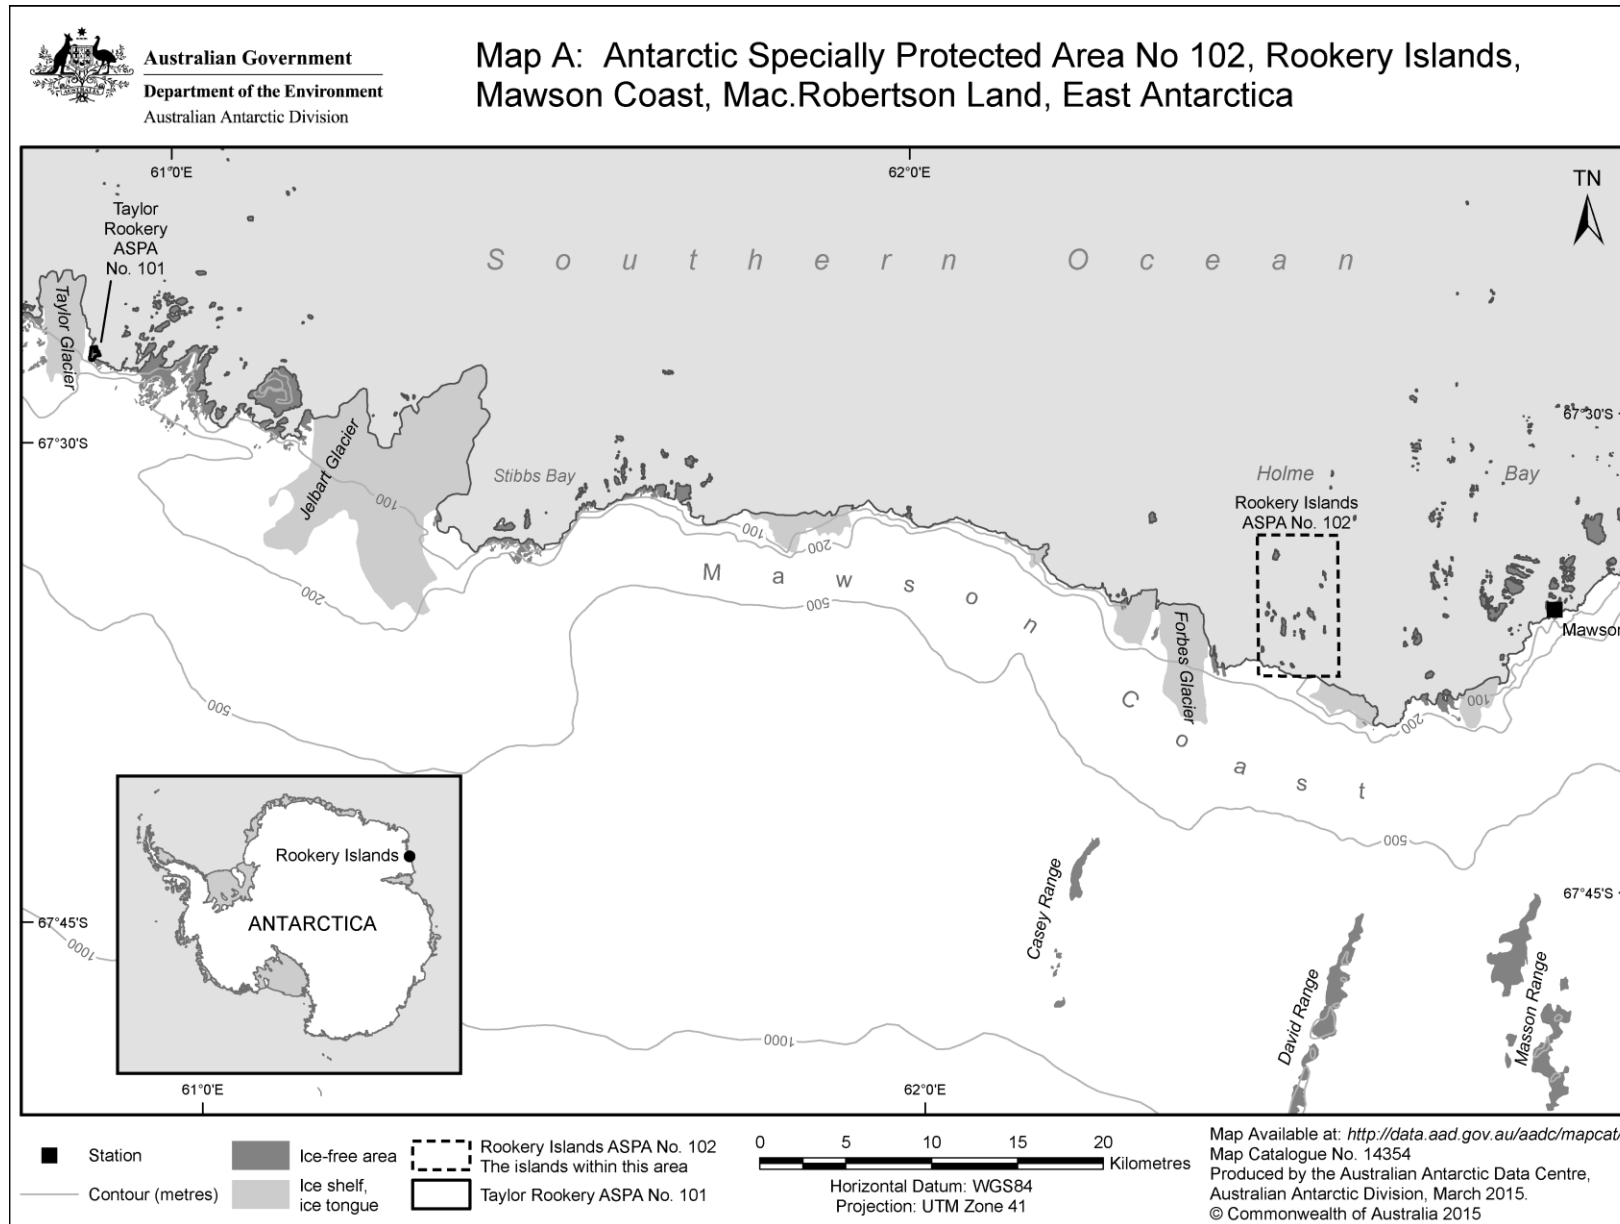 Australian Government
Department of the Environment
Australian Antarctic Division
Map A: Antarctic Specially Protected Area No 102, Rookery Islands,
Mawson Coast, Mac.Robertson Land, East Antarctica
61°0'E
62°0'E
TN
Taylor
Rookery
ASPA
No. 101
Southern Ocean
Taylor Glacier
67°30'S
67°30'S
Jelbart Glacier
100
Stibbs Bay
Holme Bay
Rookery Islands
ASPA No. 102
100
200
200
Mawson Coast
500
Forbes Glacier
Mawson
100
200
500
500
Rookery Islands
ANTARCTICA
Casey Range
67°45'S
67°45'S
1000
David Range
Masson Range
1000
61°0'E
62°0'E
Station
Contour (metres)
Ice-free area
Ice shelf,
ice tongue
Rookery Islands ASPA No. 102
The islands within this area
Taylor Rookery ASPA No. 101
0 5 10 15 20
Kilometres
Horizontal Datum: WGS84
Projection: UTM Zone 41
Map Available at: http://data.aad.gov.au/aadc/mapcat/
Map Catalogue No. 14354
Produced by the Australian Antarctic Data Centre,
Australian Antarctic Division, March 2015.
© Commonwealth of Australia 2015